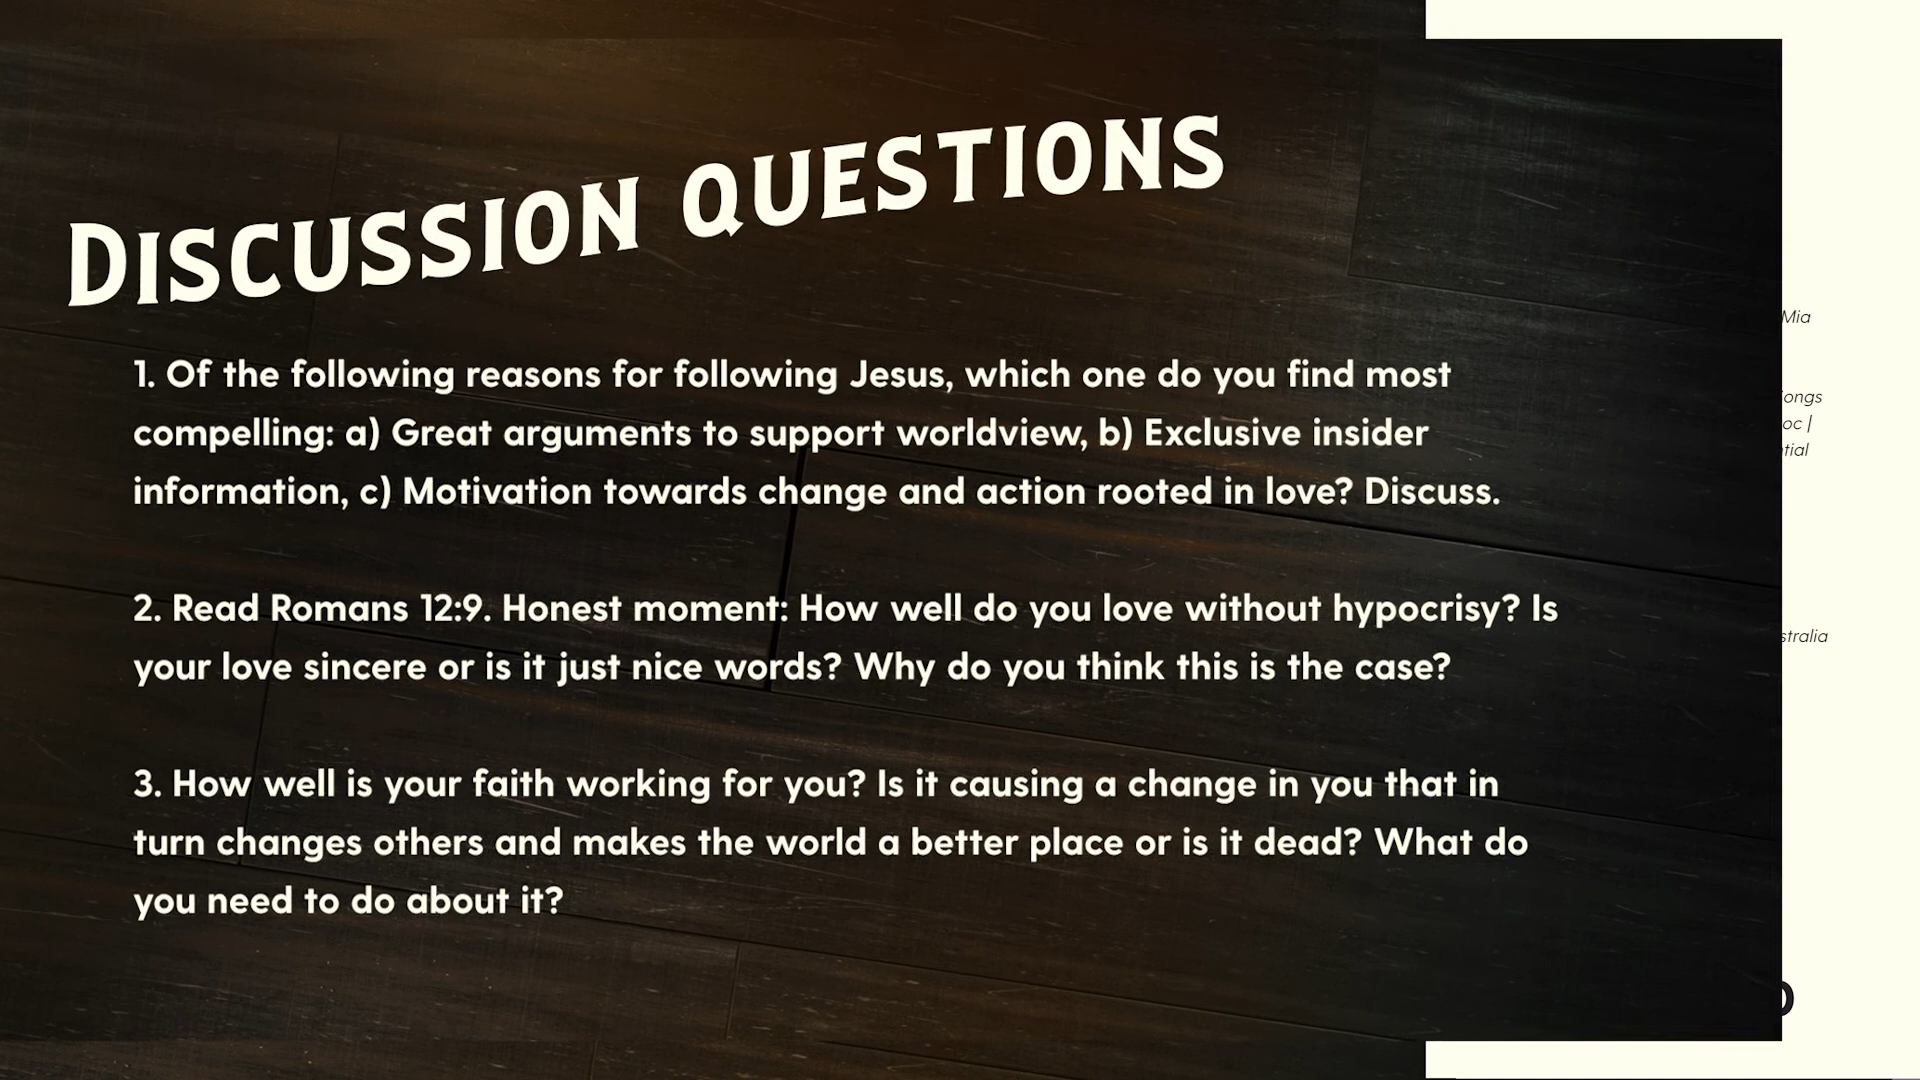 DISCUSSION QUESTIONS
1. Of the following reasons for following Jesus, which one do you find most
compelling: a) Great arguments to support worldview, b) Exclusive insider
information, c) Motivation towards change and action rooted in love? Discuss.
2. Read Romans 12:9. Honest moment: How well do you love without hypocrisy? Is
your love sincere or is it just nice words? Why do you think this is the case?
3. How well is your faith working for you? Is it causing a change in you that in
turn changes others and makes the world a better place or is it dead? What do
you need to do about it?
Mia